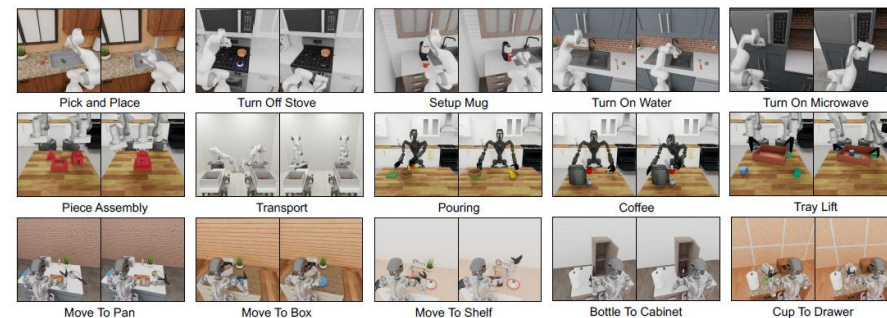 Pick and Place
Turn Off Stove
Setup Mug
Turn On Water
Turn On Microwave
Piece Assembly
Transport
Pouring
Coffee
Tray Lift
Move To Pan
Move To Box
Move To Shelf
Bottle To Cabinet
Cup To Drawer